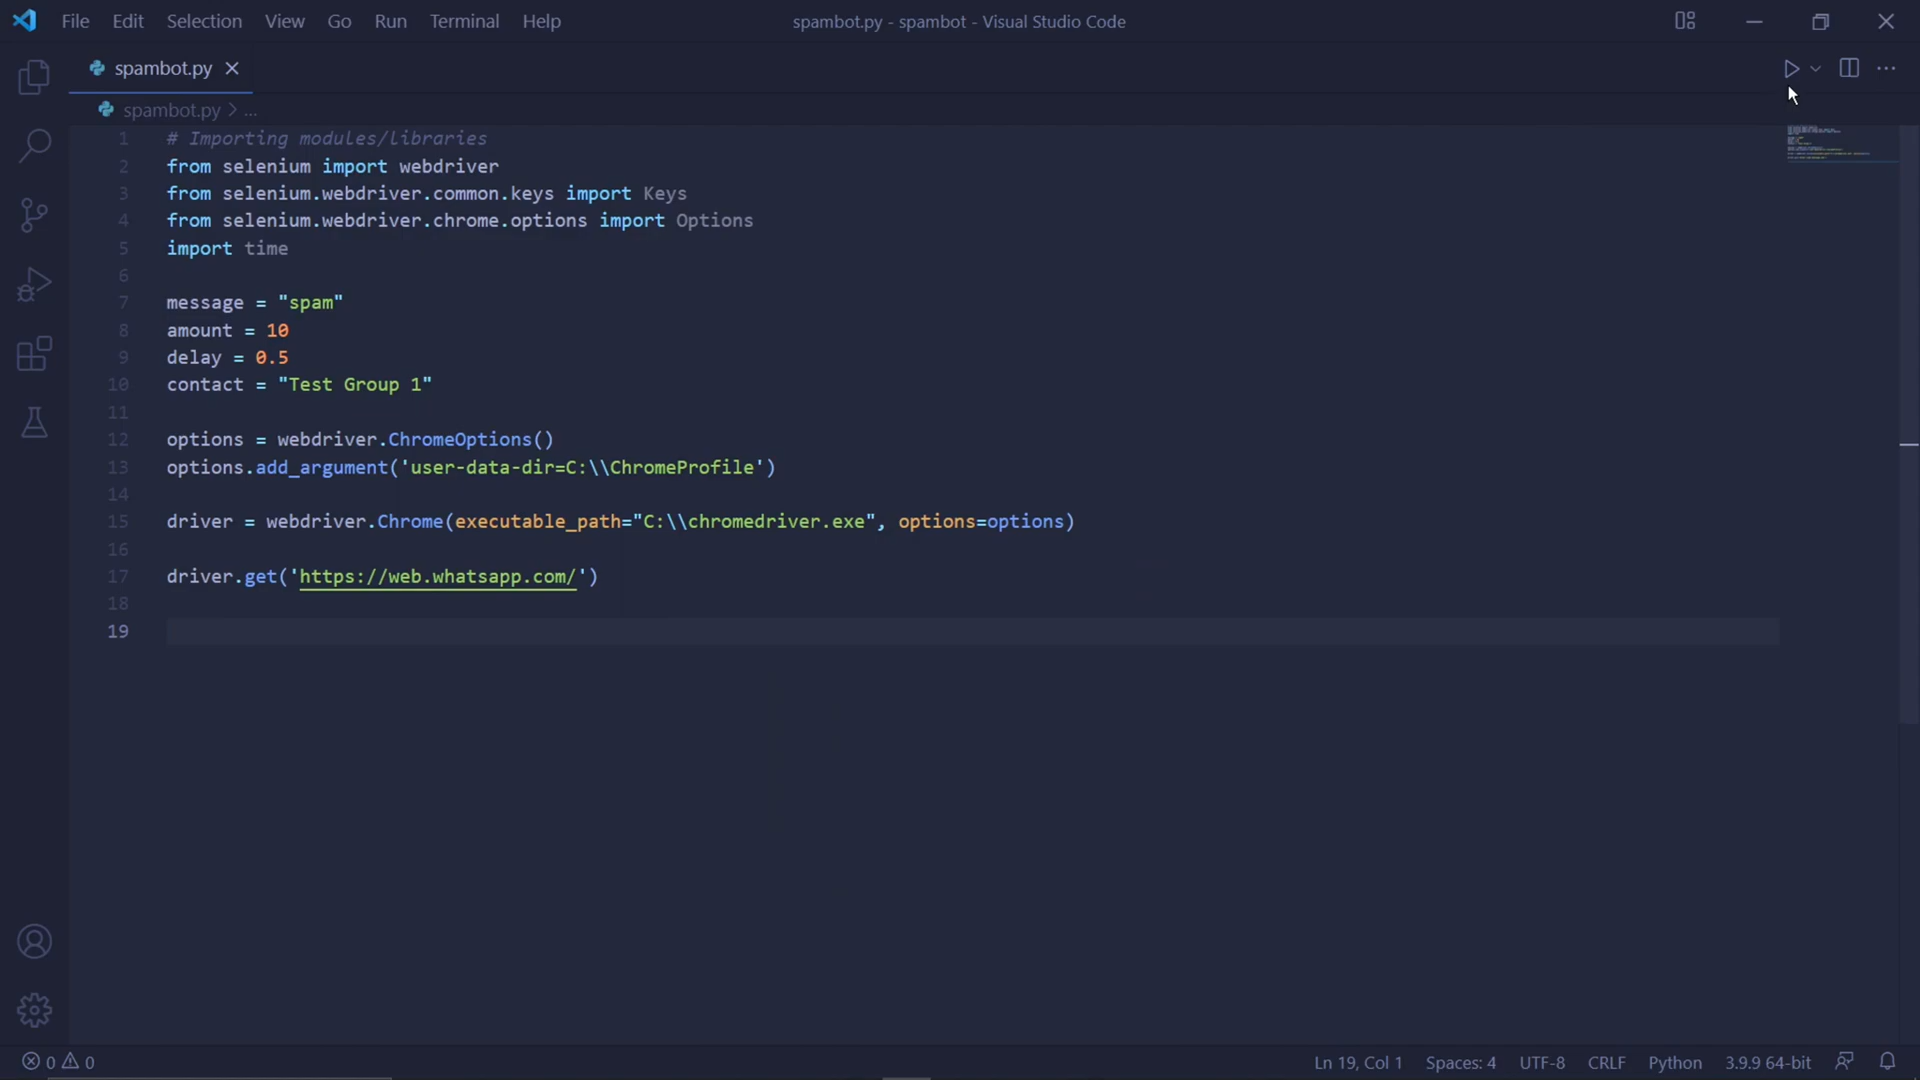 File Edit Selection View Go Run Terminal Help spambot.py - spambot - Visual Studio Code
spambot.py
spambot.py > ...
1 # Importing modules/libraries
2 from selenium import webdriver
3 from selenium.webdriver.common.keys import Keys
4 from selenium.webdriver.chrome.options import Options
5 import time
6
7 message = "spam"
8 amount = 10
9 delay = 0.5
10 contact = "Test Group 1"
11
12 options = webdriver.ChromeOptions()
13 options.add_argument('user-data-dir=C:\\ChromeProfile')
14
15 driver = webdriver.Chrome(executable_path="C:\\chromedriver.exe", options=options)
16
17 driver.get('https://web.whatsapp.com/')
18
19
0 0 Ln 19, Col 1 Spaces: 4 UTF-8 CRLF Python 3.9.9 64-bit